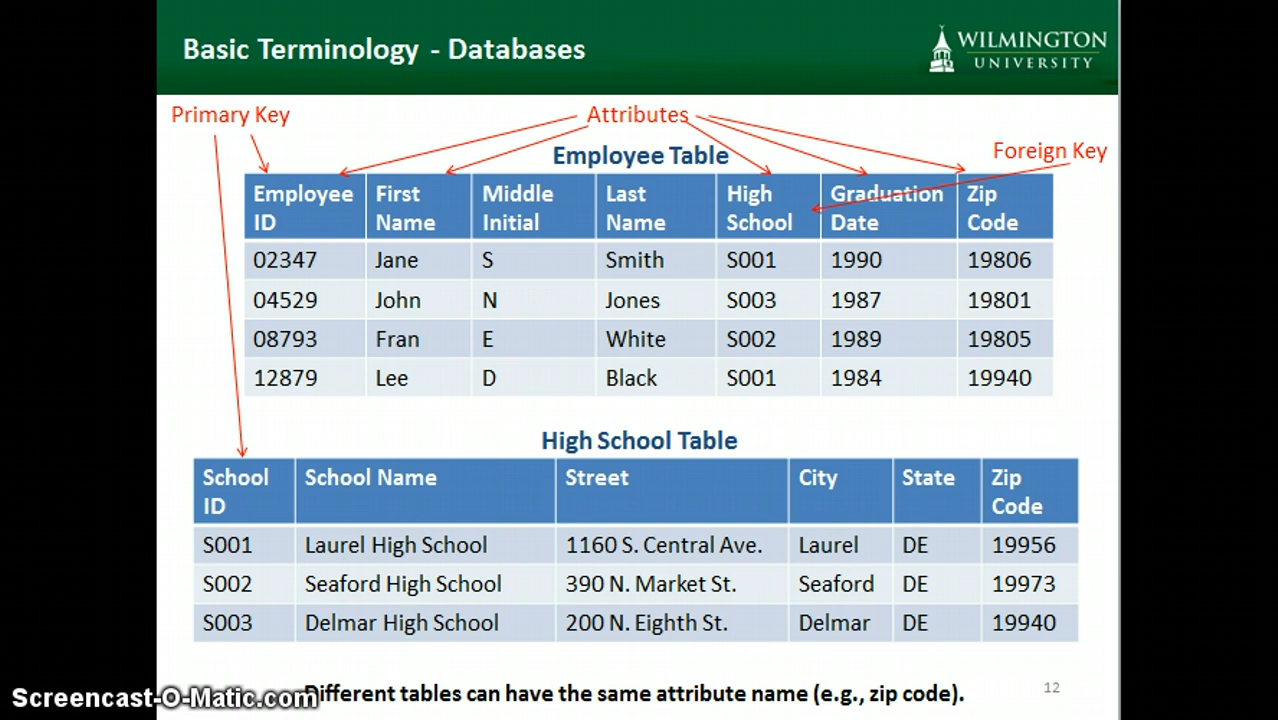 Basic Terminology - Databases
WILMINGTON
UNIVERSITY
Primary Key
Attributes
Foreign Key
Employee Table
Employee ID First Name Middle Initial Last Name High School Graduation Date Zip Code
02347 Jane S Smith S001 1990 19806
04529 John N Jones S003 1987 19801
08793 Fran E White S002 1989 19805
12879 Lee D Black S001 1984 19940
High School Table
School ID School Name Street City State Zip Code
S001 Laurel High School 1160 S. Central Ave. Laurel DE 19956
S002 Seaford High School 390 N. Market St. Seaford DE 19973
S003 Delmar High School 200 N. Eighth St. Delmar DE 19940
Different tables can have the same attribute name (e.g., zip code).
12
Screencast-O-Matic.com